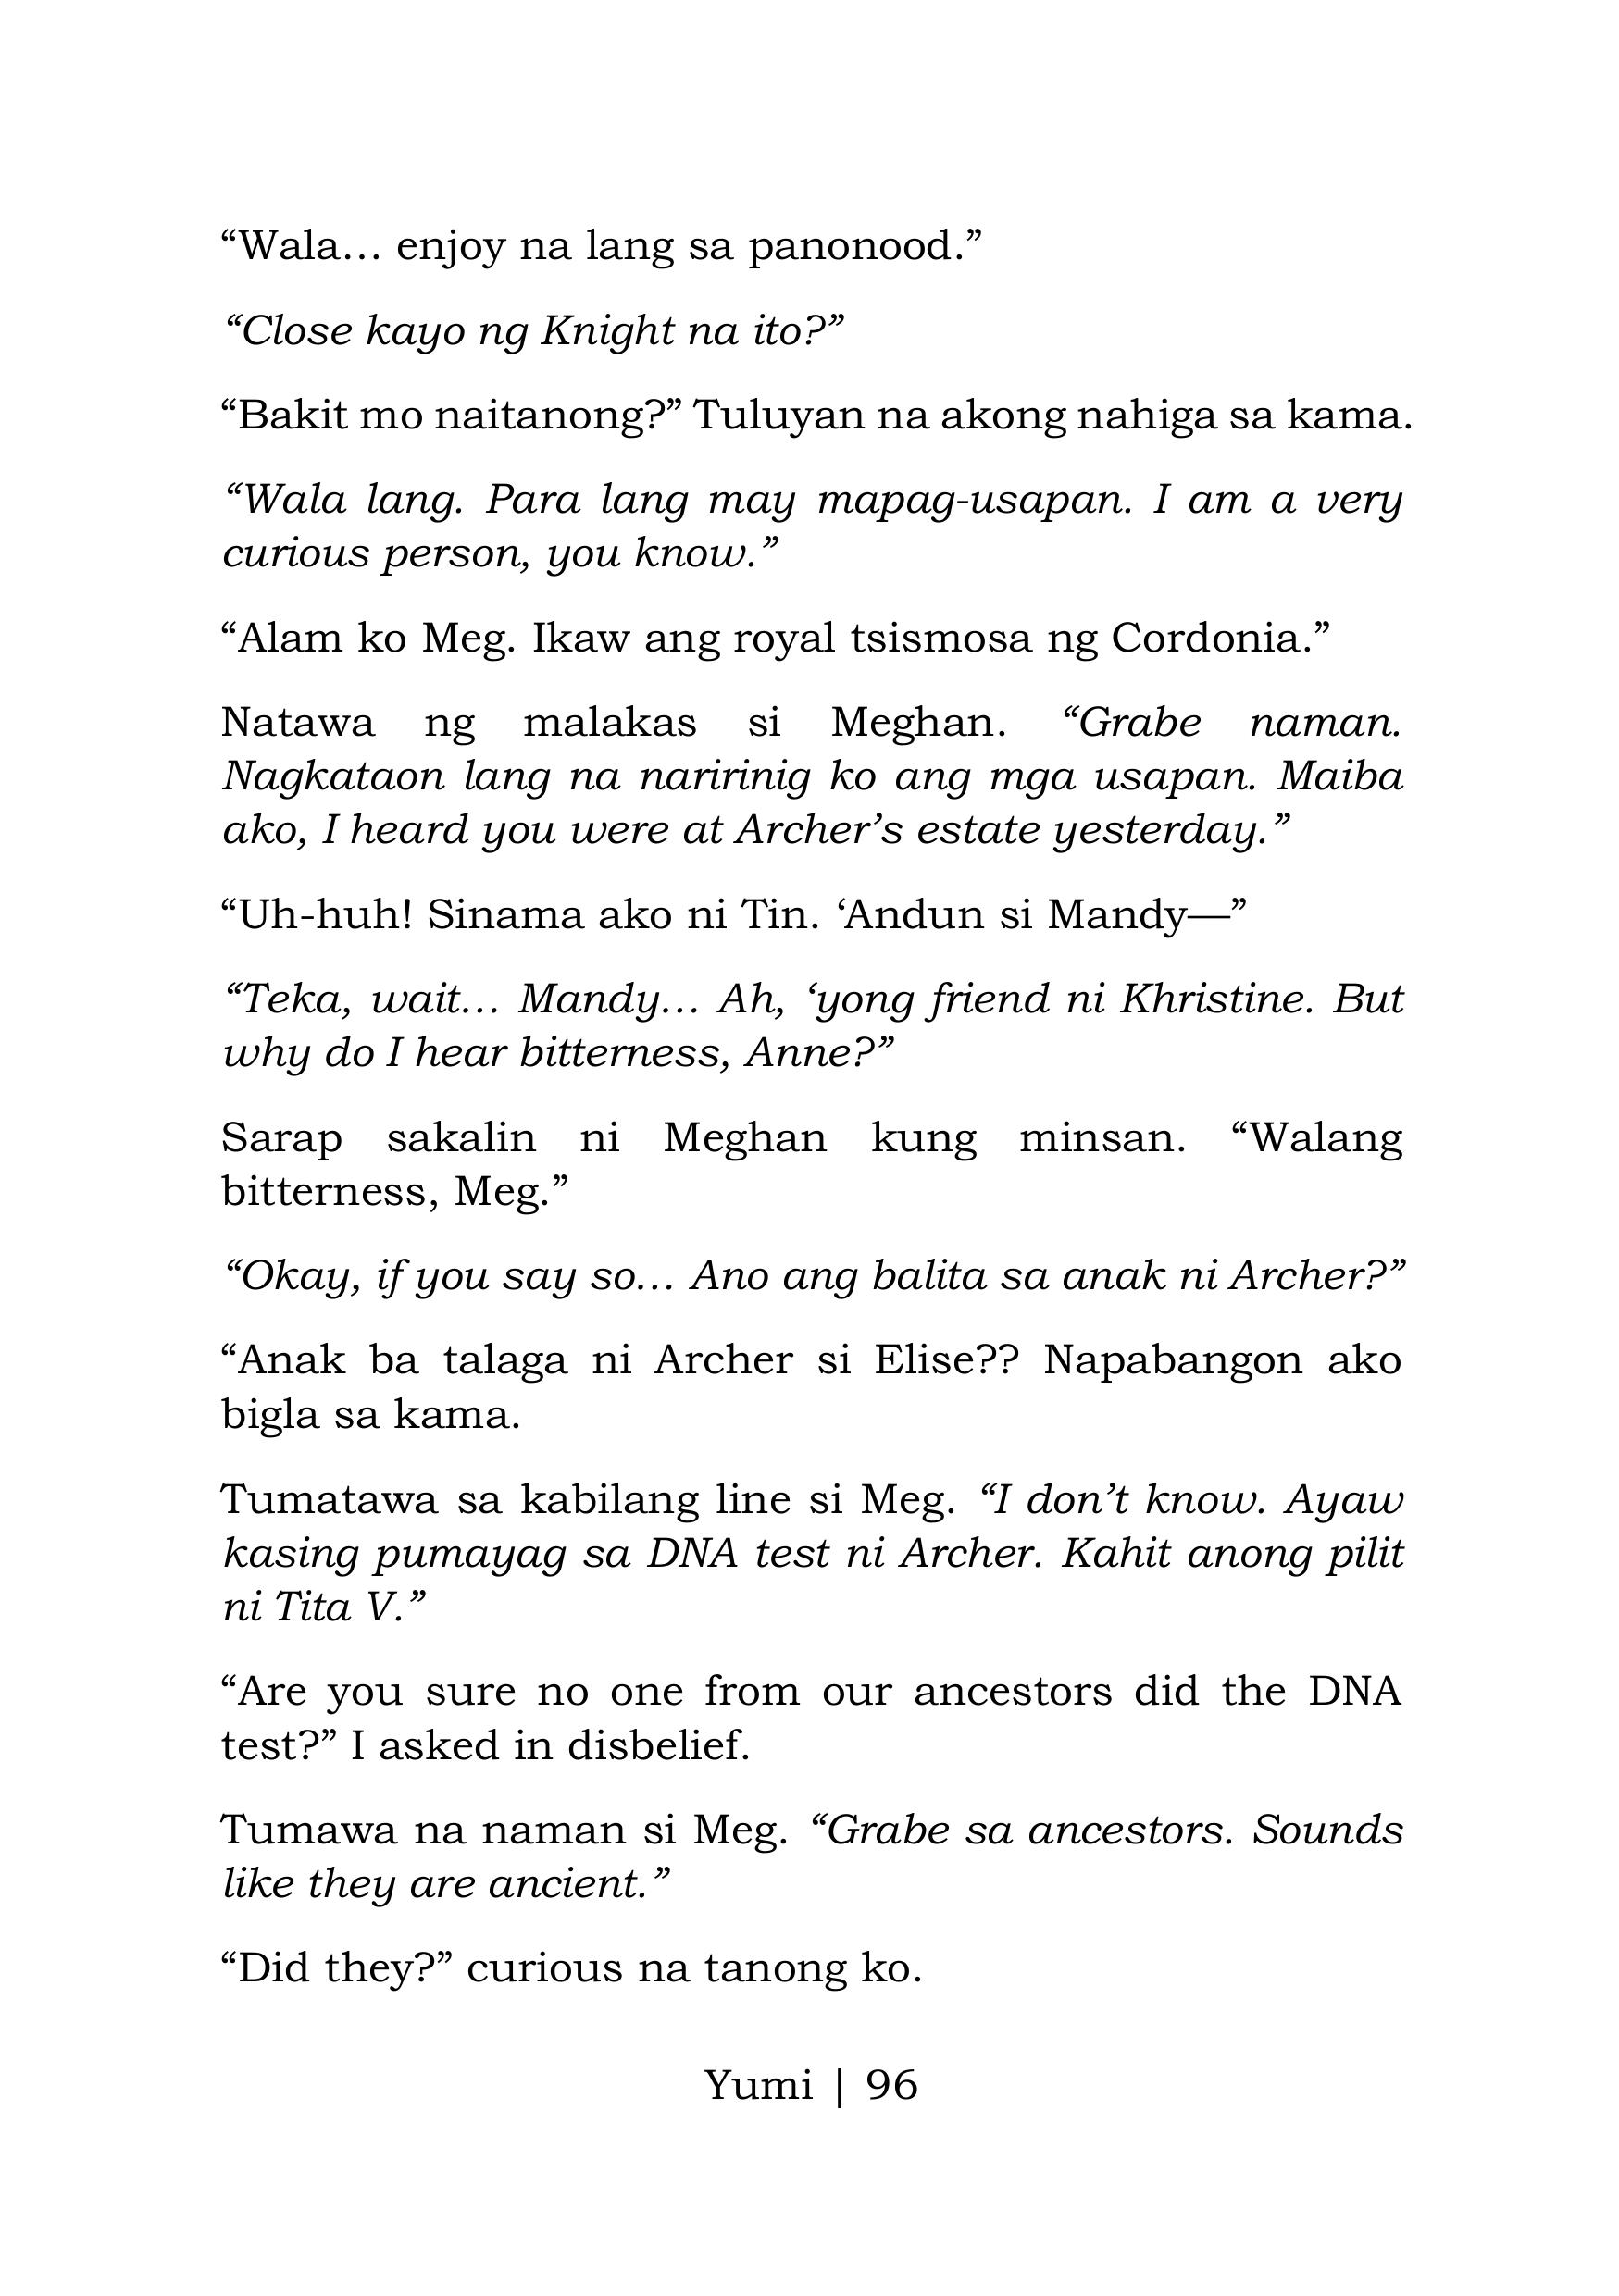 “Wala… enjoy na lang sa panonood.”
“Close kayo ng Knight na ito?”
“Bakit mo naitanong?” Tuluyan na akong nahiga sa kama.
“Wala lang. Para lang may mapag-usapan. I am a very
curious person, you know.”
“Alam ko Meg. Ikaw ang royal tsismosa ng Cordonia.”
Natawa ng malakas si Meghan. “Grabe naman.
Nagkataon lang na naririnig ko ang mga usapan. Maiba
ako, I heard you were at Archer’s estate yesterday.”
“Uh-huh! Sinama ako ni Tin. ‘Andun si Mandy—”
“Teka, wait… Mandy… Ah, ‘yong friend ni Khristine. But
why do I hear bitterness, Anne?”
Sarap sakalin ni Meghan kung minsan. “Walang
bitterness, Meg.”
“Okay, if you say so… Ano ang balita sa anak ni Archer?”
“Anak ba talaga ni Archer si Elise?? Napabangon ako
bigla sa kama.
Tumatawa sa kabilang line si Meg. “I don’t know. Ayaw
kasing pumayag sa DNA test ni Archer. Kahit anong pilit
ni Tita V.”
“Are you sure no one from our ancestors did the DNA
test?” I asked in disbelief.
Tumawa na naman si Meg. “Grabe sa ancestors. Sounds
like they are ancient.”
“Did they?” curious na tanong ko.
Yumi | 96